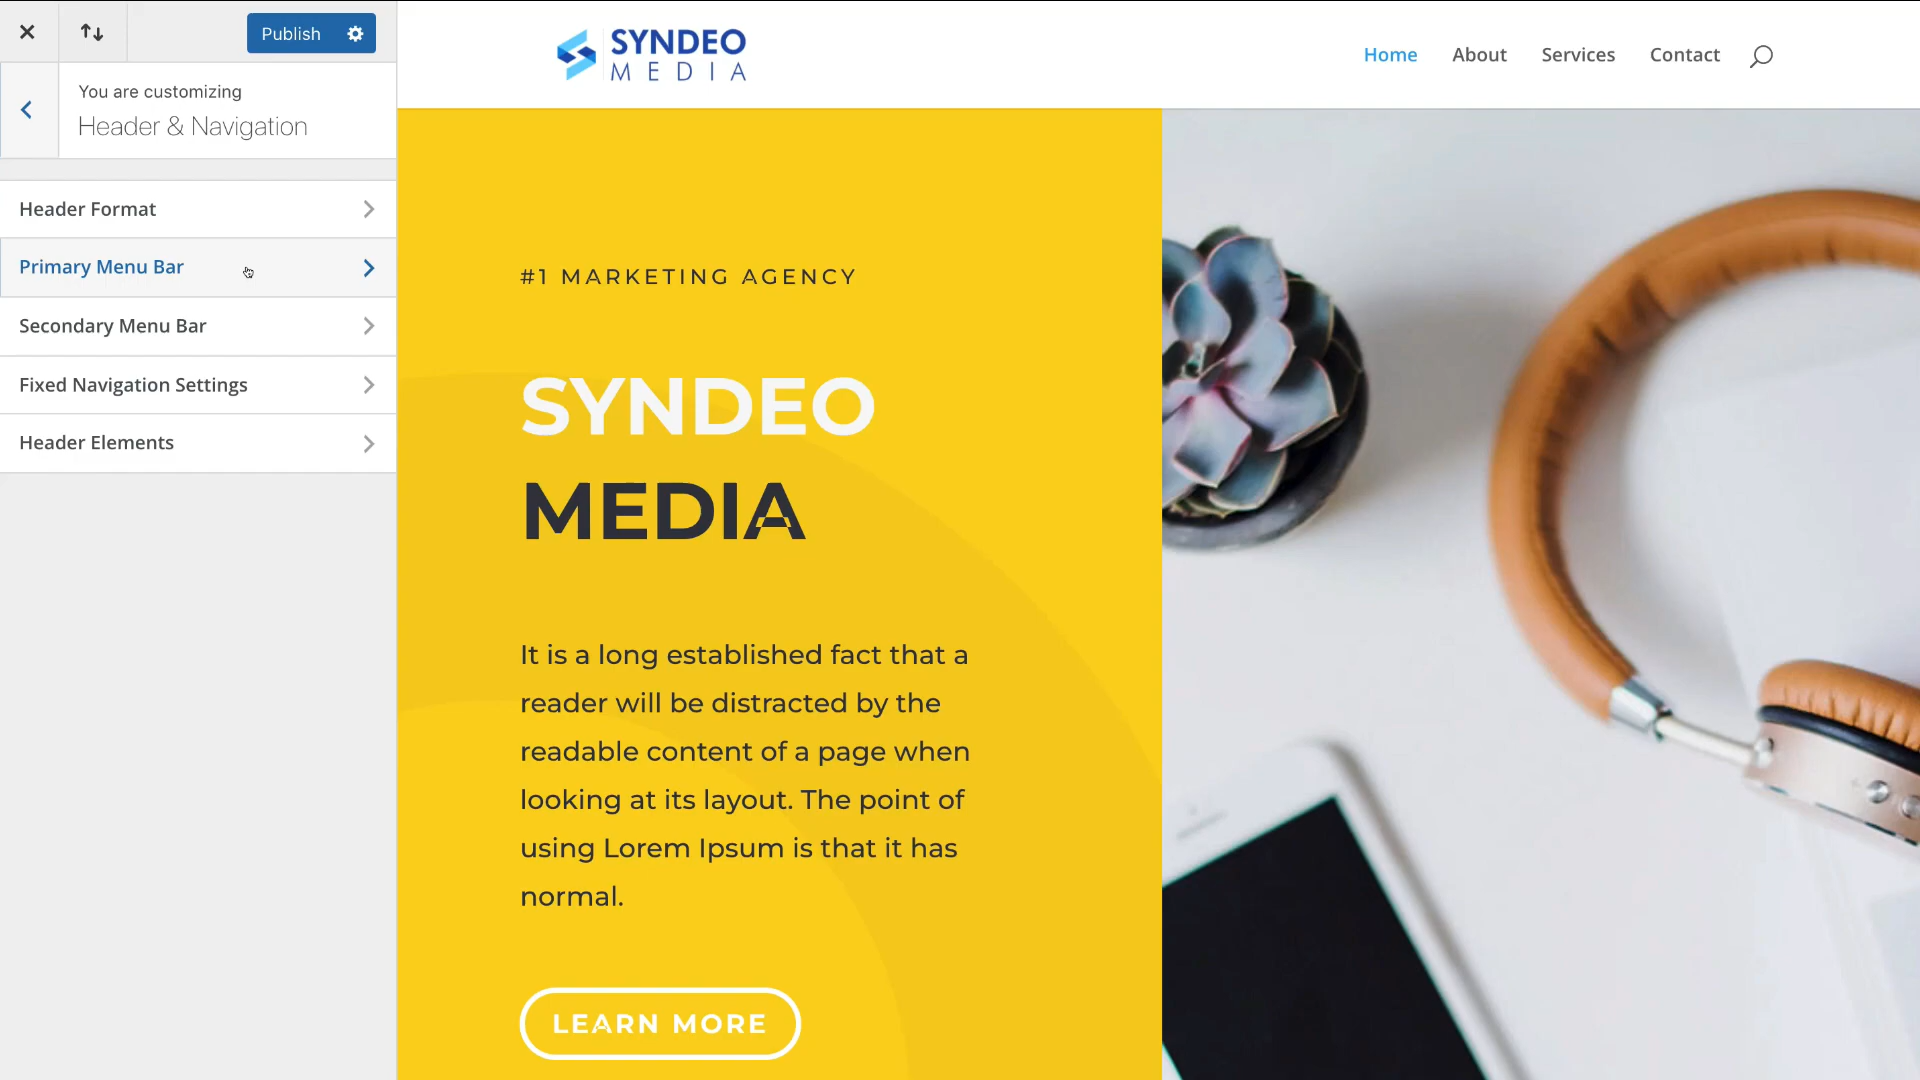 Publish
You are customizing
Header & Navigation
Header Format
Primary Menu Bar
Secondary Menu Bar
Fixed Navigation Settings
Header Elements
SYNDEO
MEDIA
Home About Services Contact
#1 MARKETING AGENCY
SYNDEO
MEDIA
It is a long established fact that a
reader will be distracted by the
readable content of a page when
looking at its layout. The point of
using Lorem Ipsum is that it has
normal.
LEARN MORE